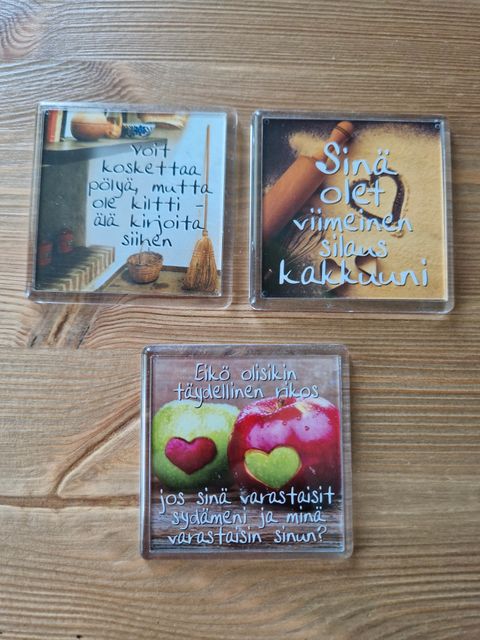 Voit
koskettaa
pölyä, mutta
ole kiltti -
älä kirjoita
siihen
Sinä
olet
viimeinen
silaus
kakkuuni
Eikö olisikin
täydellinen rikos
jos sinä varastaisit
sydämeni ja minä
varastaisin sinun?